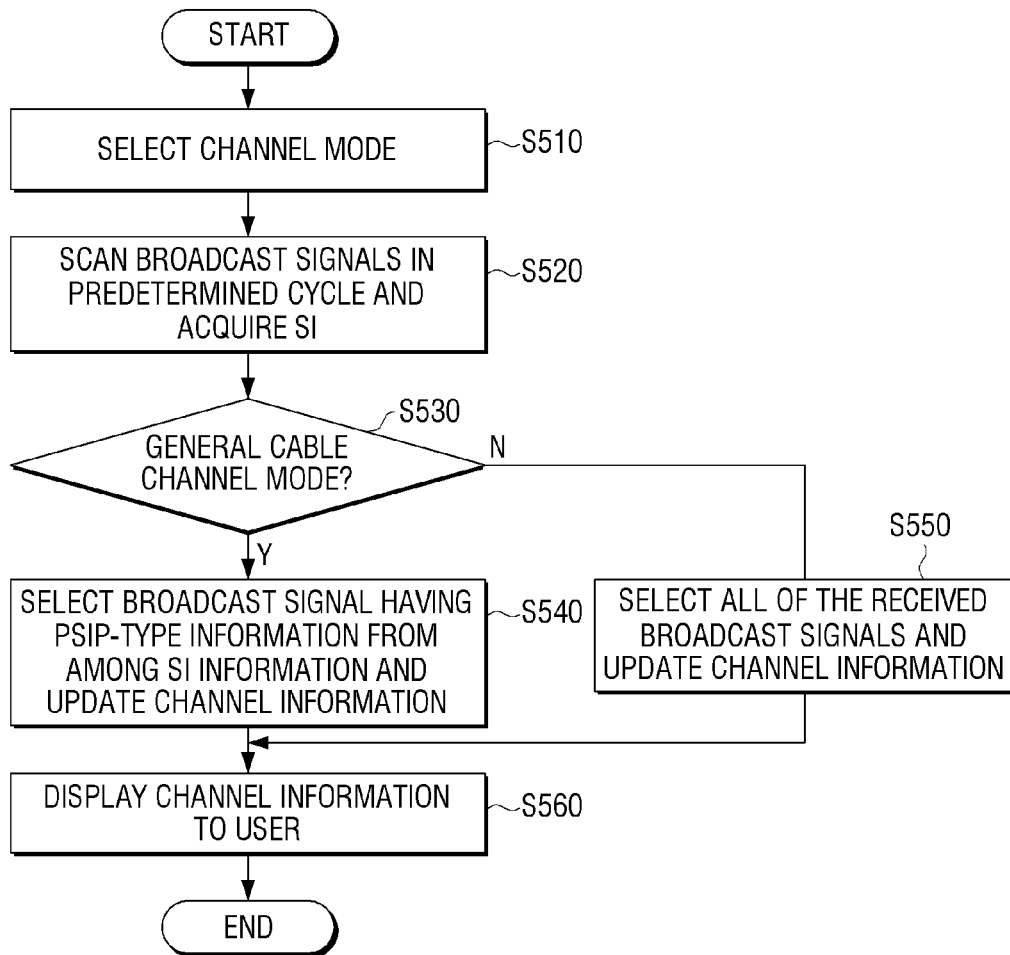 START
SELECT CHANNEL MODE
S510
SCAN BROADCAST SIGNALS IN
PREDETERMINED CYCLE AND
ACQUIRE SI
S520
S530
GENERAL CABLE
CHANNEL MODE?
N
Y
S550
SELECT BROADCAST SIGNAL HAVING
PSIP-TYPE INFORMATION FROM
AMONG SI INFORMATION AND
UPDATE CHANNEL INFORMATION
S540
SELECT ALL OF THE RECEIVED
BROADCAST SIGNALS AND
UPDATE CHANNEL INFORMATION
DISPLAY CHANNEL INFORMATION
TO USER
S560
END